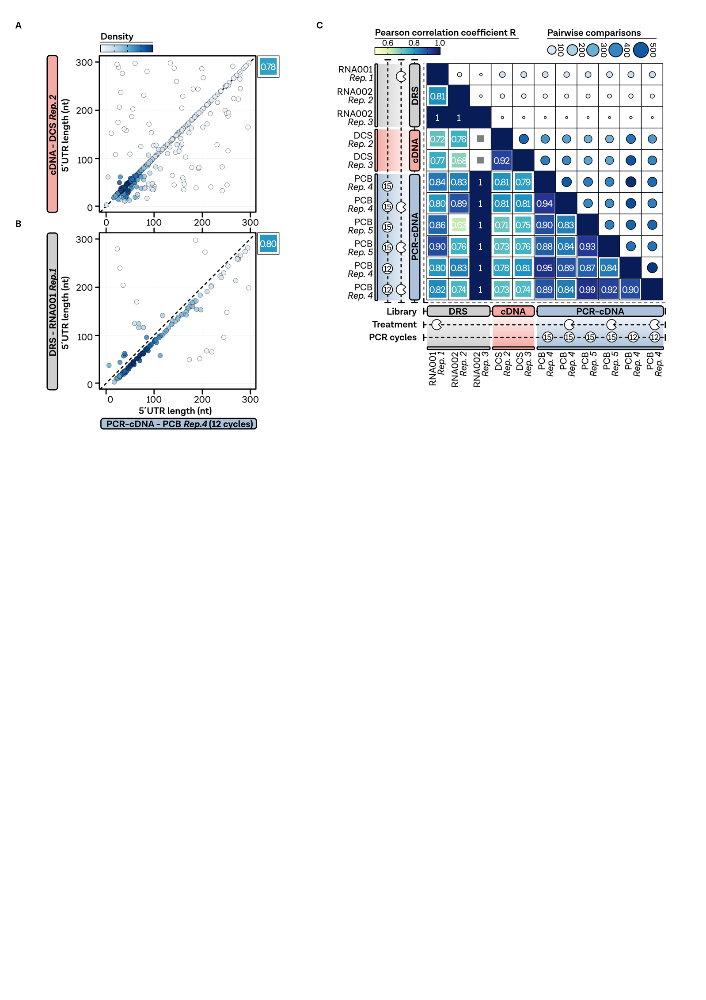 A
Density
cDNA - DCS Rep. 2
5´UTR length (nt)
300
200
100
0
0.78
0 100 200 300
B
DRS - RNA001 Rep.1
5´UTR length (nt)
300
200
100
0
0.80
0 100 200 300
5´UTR length (nt)
PCR-cDNA - PCB Rep.4 (12 cycles)
C
Pearson correlation coefficient R
0.6 0.8 1.0
Pairwise comparisons
100 200 300 400 500
DRS
cDNA
PCR-cDNA
RNA001
Rep. 1
RNA002
Rep. 2
0.81
RNA002
Rep. 3
1 1
DCS
Rep. 2
0.72 0.76
DCS
Rep. 3
0.77 0.68 0.92
PCB
Rep. 4
15
0.84 0.83 1 0.81 0.79
PCB
Rep. 4
15
0.80 0.89 1 0.81 0.81 0.94
PCB
Rep. 5
15
0.86 0.63 1 0.71 0.75 0.90 0.83
PCB
Rep. 5
15
0.90 0.76 1 0.73 0.76 0.88 0.84 0.93
PCB
Rep. 4
12
0.80 0.83 1 0.78 0.81 0.95 0.89 0.87 0.84
PCB
Rep. 4
12
0.82 0.74 1 0.73 0.74 0.89 0.84 0.99 0.92 0.90
Library DRS cDNA PCR-cDNA
Treatment
PCR cycles 15 15 15 15 12 12
RNA001
Rep. 1
RNA002
Rep. 2
RNA002
Rep. 3
DCS
Rep. 2
DCS
Rep. 3
PCB
Rep. 4
PCB
Rep. 4
PCB
Rep. 5
PCB
Rep. 5
PCB
Rep. 4
PCB
Rep. 4